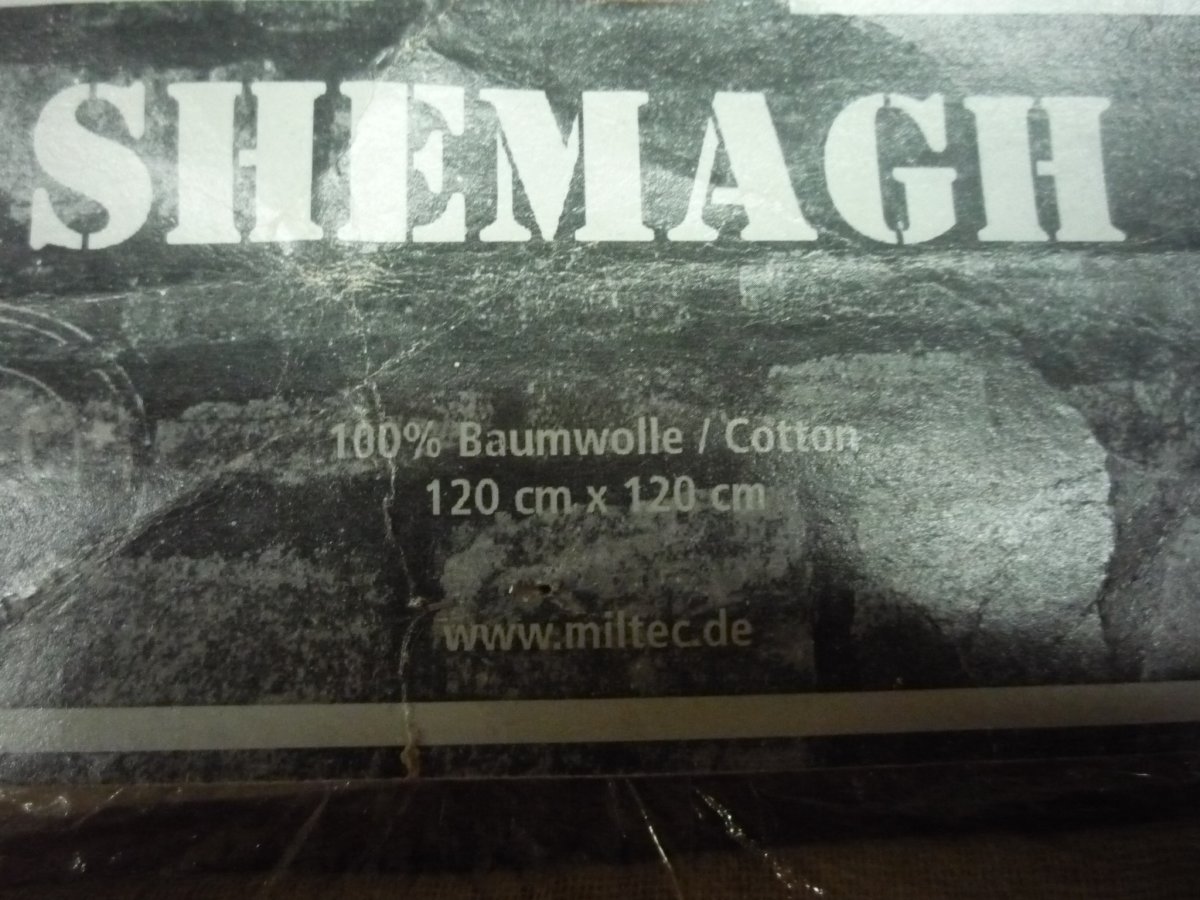 SHEMAGH
100% Baumwolle / Cotton
120 cm x 120 cm
www.miltec.de